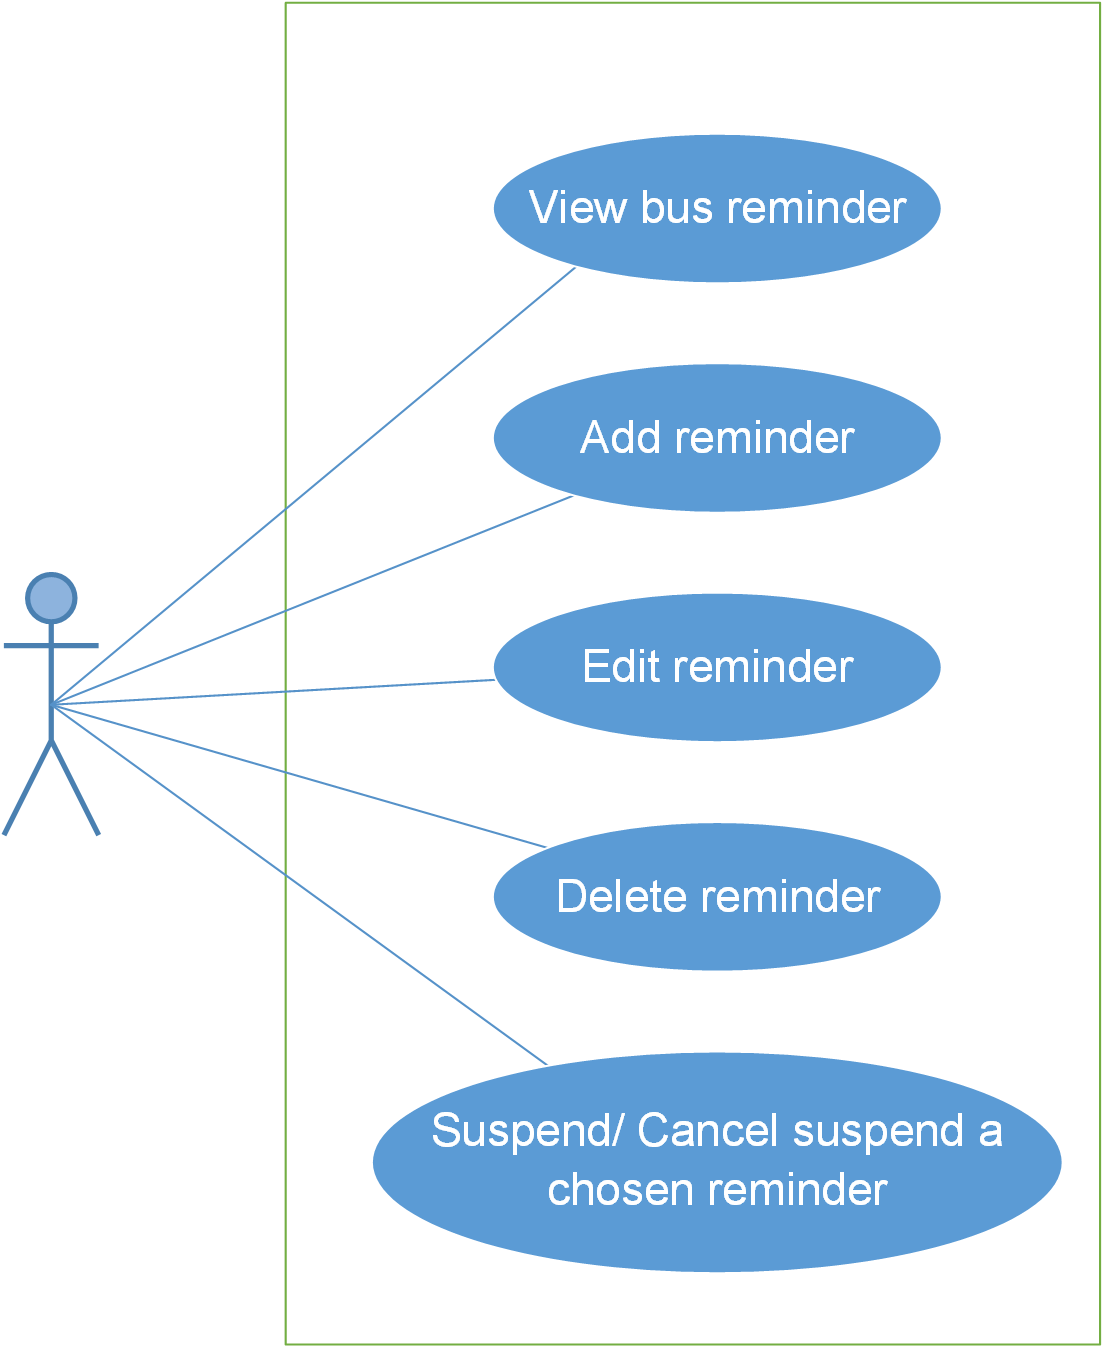 View bus reminder
Add reminder
Edit reminder
Delete reminder
Suspend/ Cancel suspend a
chosen reminder